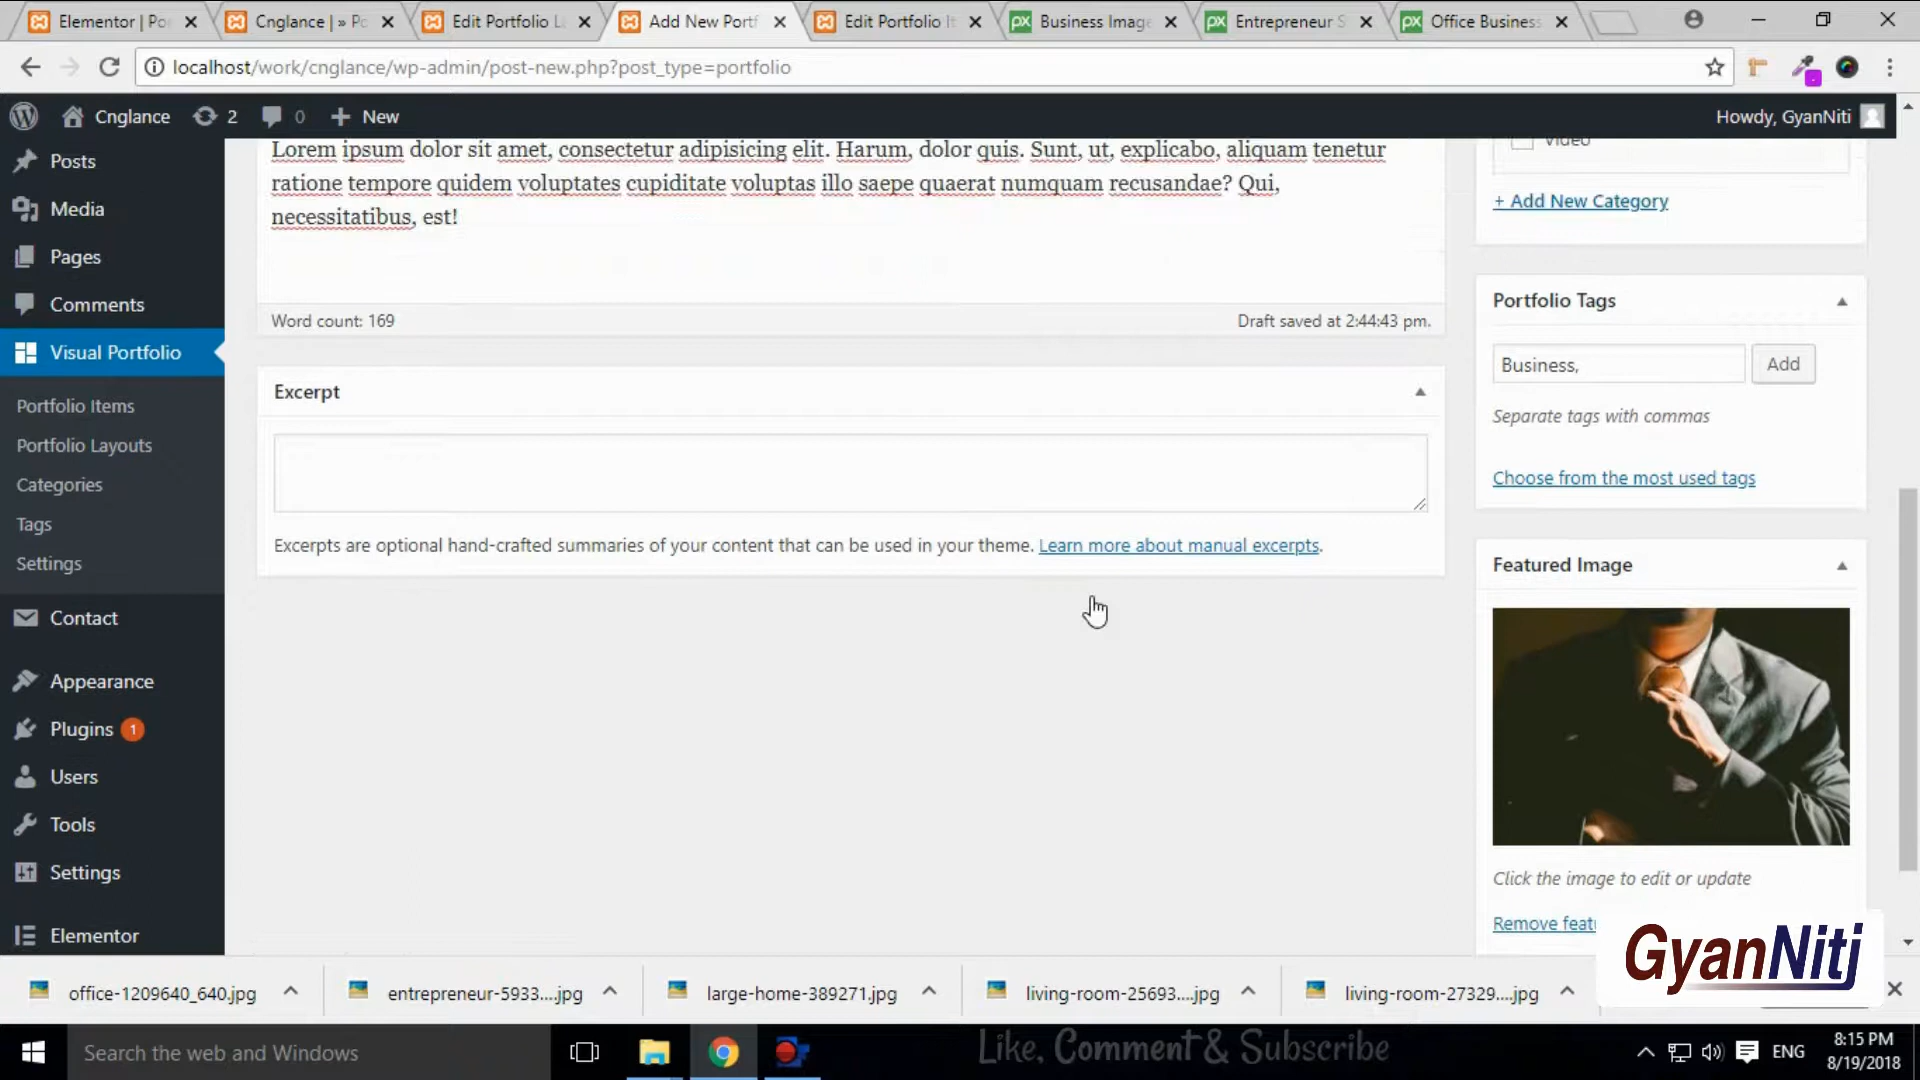 Elementor | Po
Cnglance | » Po
Edit Portfolio L
Add New Portf
Edit Portfolio It
Business Image
Entrepreneur S
Office Business
localhost/work/cnglance/wp-admin/post-new.php?post_type=portfolio
Cnglance
2
0
New
Howdy, GyanNiti
Posts
Media
Pages
Comments
Visual Portfolio
Portfolio Items
Portfolio Layouts
Categories
Tags
Settings
Contact
Appearance
Plugins 1
Users
Tools
Settings
Elementor
Lorem ipsum dolor sit amet, consectetur adipisicing elit. Harum, dolor quis. Sunt, ut, explicabo, aliquam tenetur
ratione tempore quidem voluptates cupiditate voluptas illo saepe quaerat numquam recusandae? Qui,
necessitatibus, est!
Word count: 169
Draft saved at 2:44:43 pm.
Excerpt
Excerpts are optional hand-crafted summaries of your content that can be used in your theme. Learn more about manual excerpts.
Video
+ Add New Category
Portfolio Tags
Business,
Add
Separate tags with commas
Choose from the most used tags
Featured Image
Click the image to edit or update
Remove feat
GyanNiti
office-1209640_640.jpg
entrepreneur-5933....jpg
large-home-389271.jpg
living-room-25693....jpg
living-room-27329....jpg
Search the web and Windows
Like, Comment & Subscribe
ENG
8:15 PM
8/19/2018